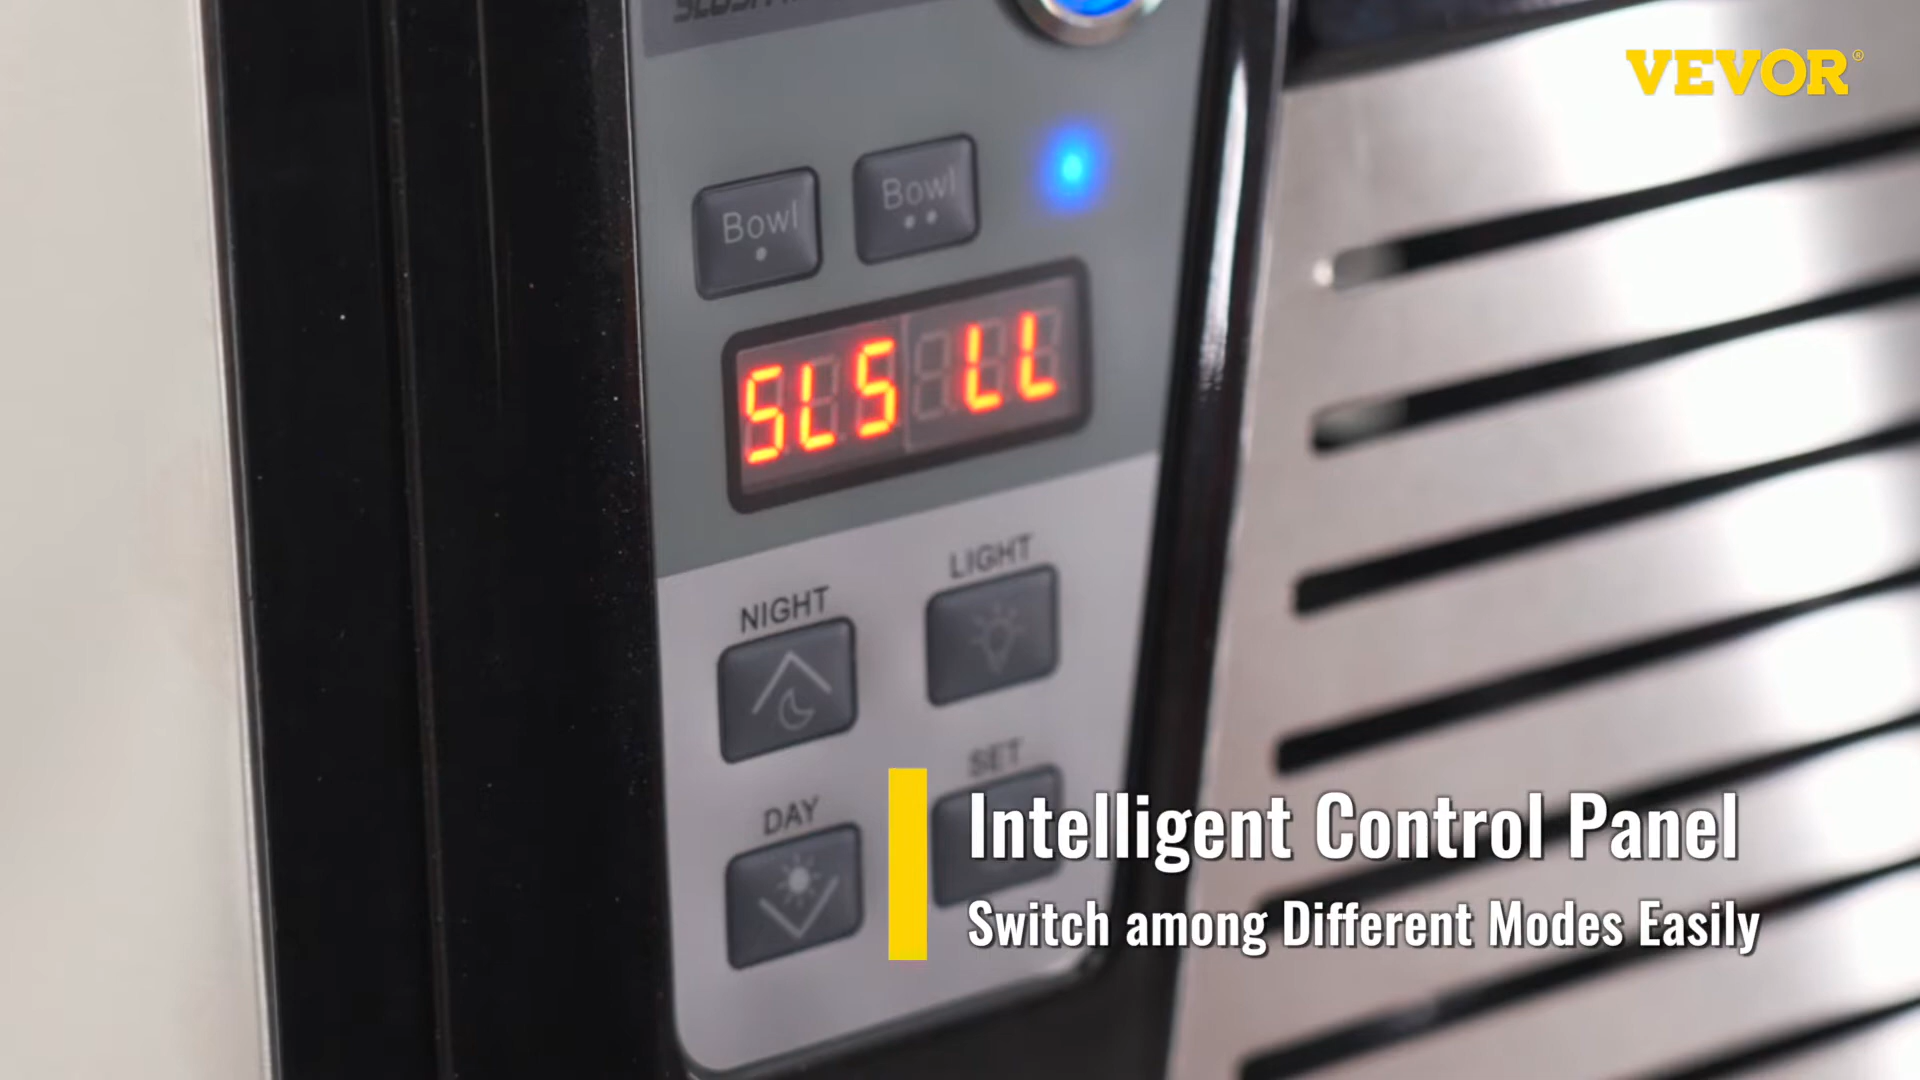 VEVOR®
Bowl
Bowl
SLS LL
LIGHT
NIGHT
SET
DAY
Intelligent Control Panel
Switch among Different Modes Easily